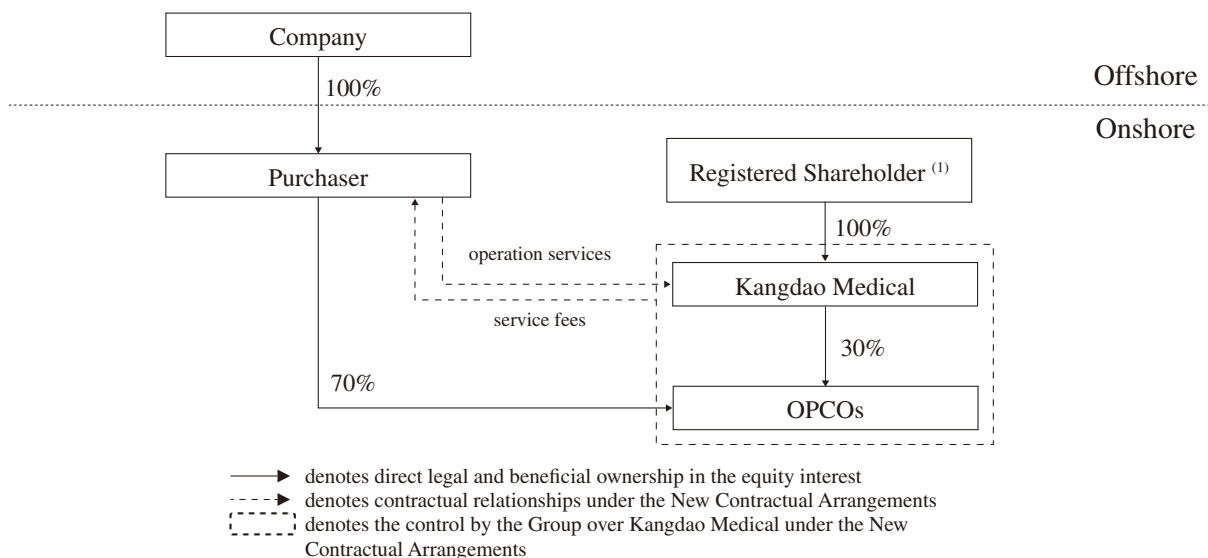 Company
100%
Offshore
Onshore
Purchaser
Registered Shareholder (1)
100%
operation services
Kangdao Medical
service fees
30%
70%
OPCOs
denotes direct legal and beneficial ownership in the equity interest
denotes contractual relationships under the New Contractual Arrangements
denotes the control by the Group over Kangdao Medical under the New
Contractual Arrangements